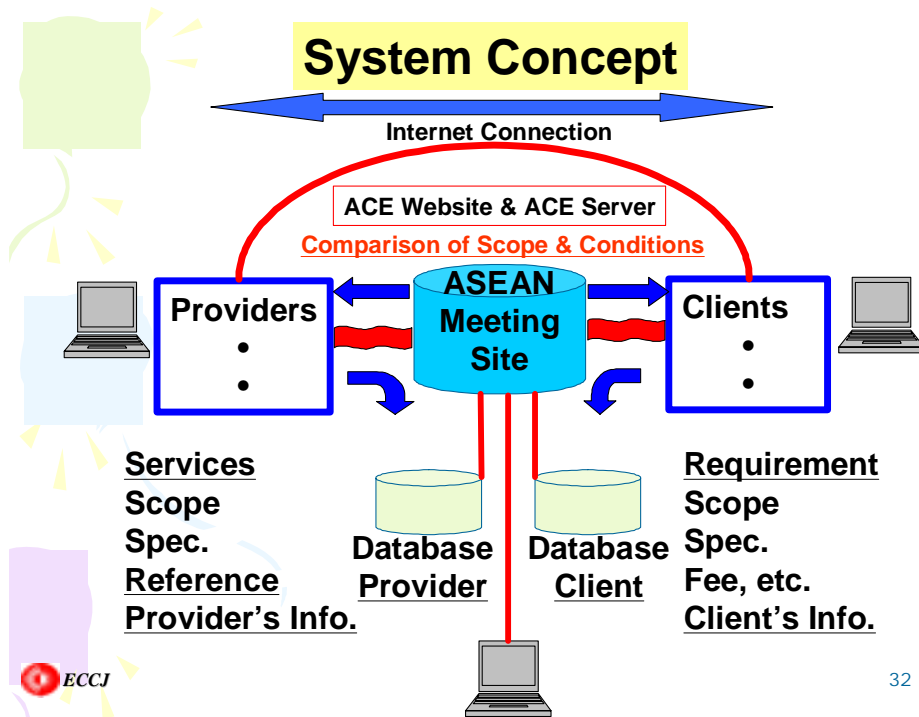 System Concept
Internet Connection
ACE Website & ACE Server
Comparison of Scope & Conditions
Providers
•
•
ASEAN
Meeting
Site
Clients
•
•
Services
Scope
Spec.
Reference
Provider’s Info.
Database
Provider
Database
Client
Requirement
Scope
Spec.
Fee, etc.
Client’s Info.
ECCJ
32